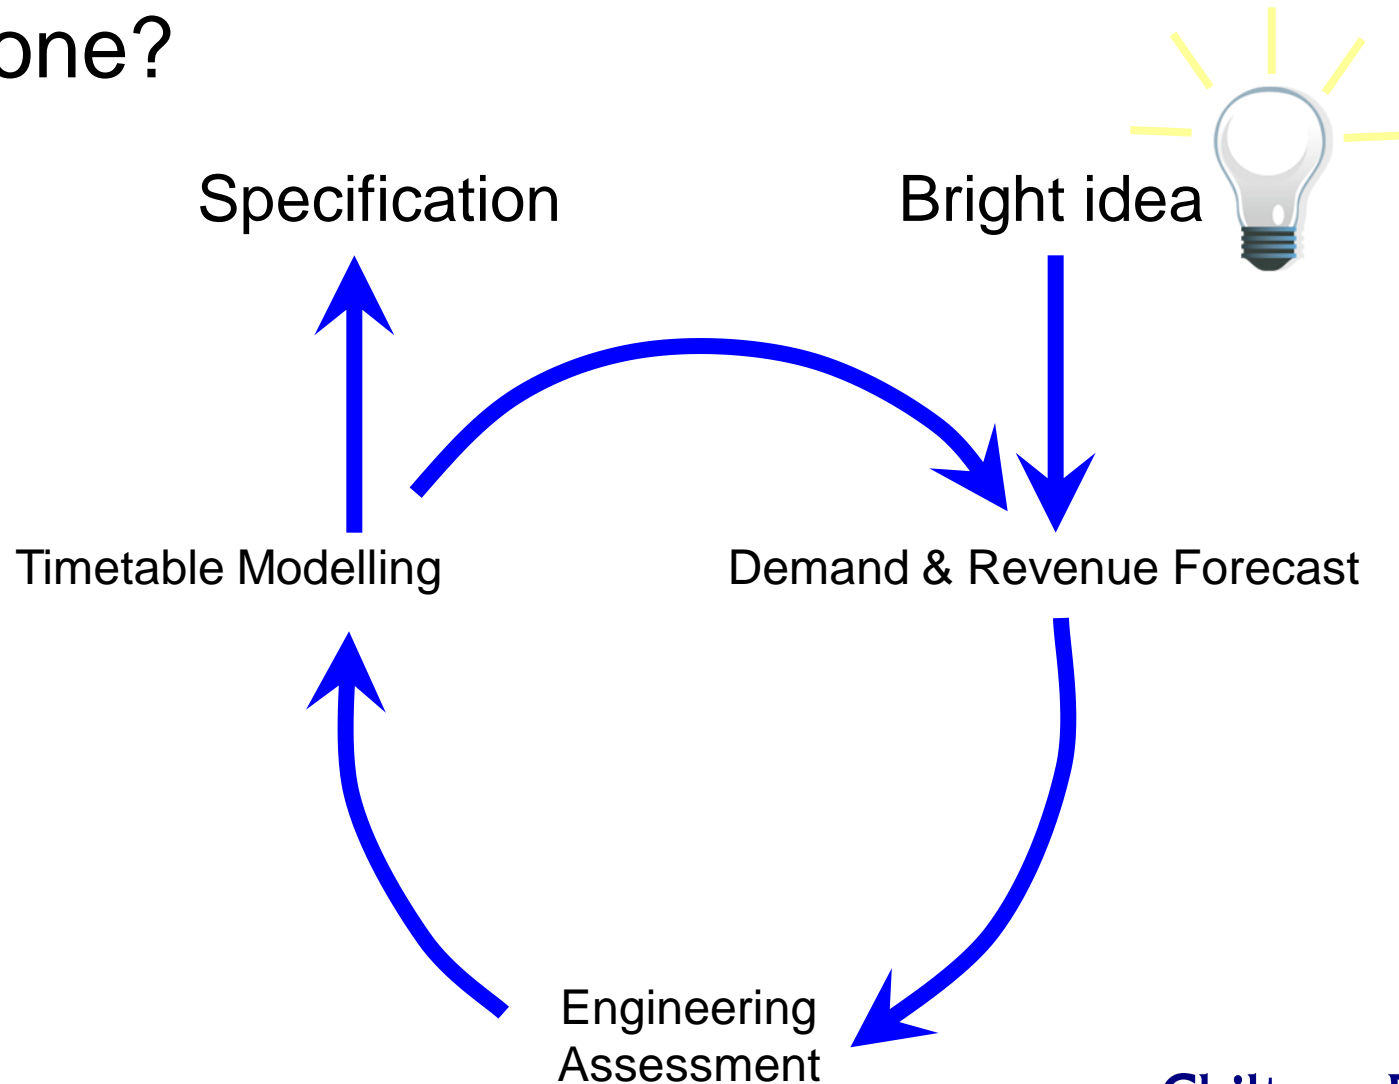 one?
Specification
Bright idea
Timetable Modelling
Demand & Revenue Forecast
Engineering
Assessment